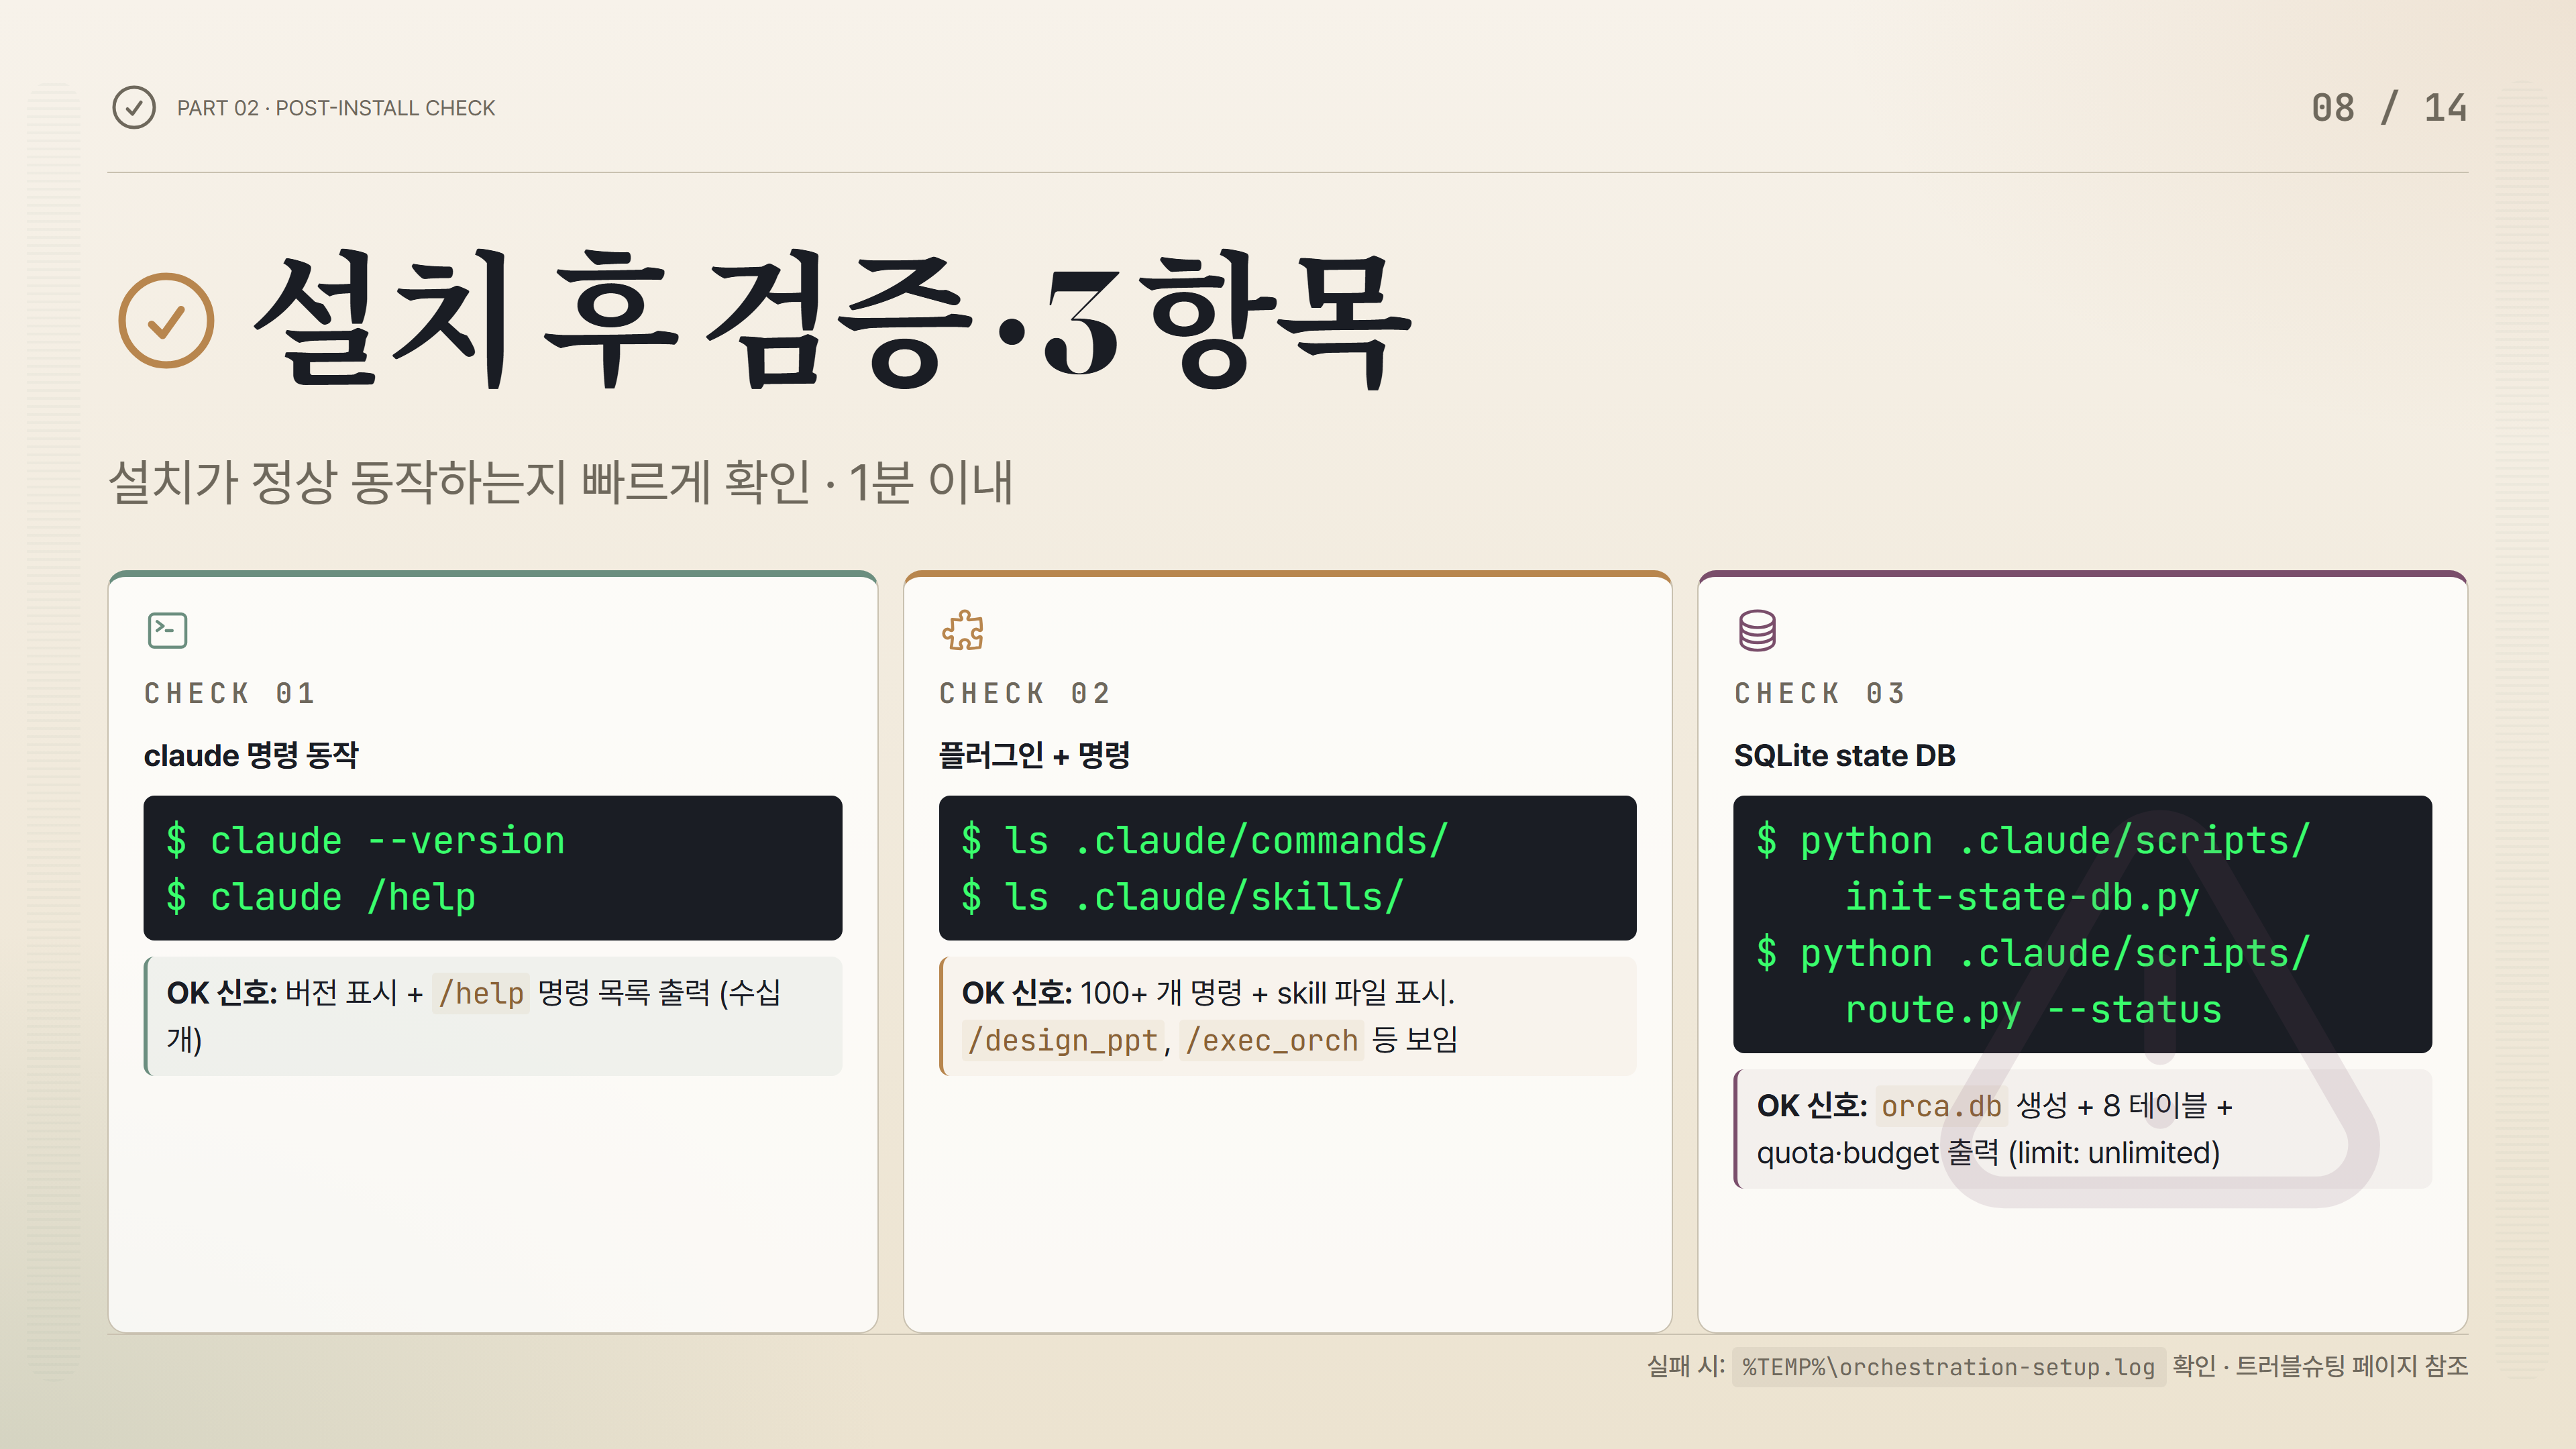 PART 02 · POST-INSTALL CHECK
08 / 14
설치 후 검증 · 3 항목
설치가 정상 동작하는지 빠르게 확인 · 1분 이내
CHECK 01
claude 명령 동작
$ claude --version
$ claude /help
OK 신호: 버전 표시 + /help 명령 목록 출력 (수십
개)
CHECK 02
플러그인 + 명령
$ ls .claude/commands/
$ ls .claude/skills/
OK 신호: 100+ 개 명령 + skill 파일 표시.
/design_ppt, /exec_orch 등 보임
CHECK 03
SQLite state DB
$ python .claude/scripts/
init-state-db.py
$ python .claude/scripts/
route.py --status
OK 신호: orca.db 생성 + 8 테이블 +
quota·budget 출력 (limit: unlimited)
실패 시: %TEMP%\orchestration-setup.log 확인 · 트러블슈팅 페이지 참조